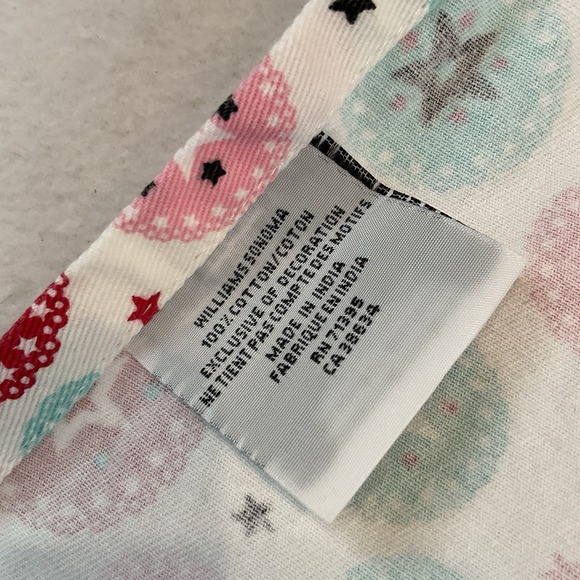 WILLIAMS SONOMA
100% COTTON/COTON
EXCLUSIVE OF DECORATION
NE TIENT PAS COMPTE DES MOTIFS
MADE IN INDIA
FABRIQUE EN INDIA
RN 71395
CA 38634